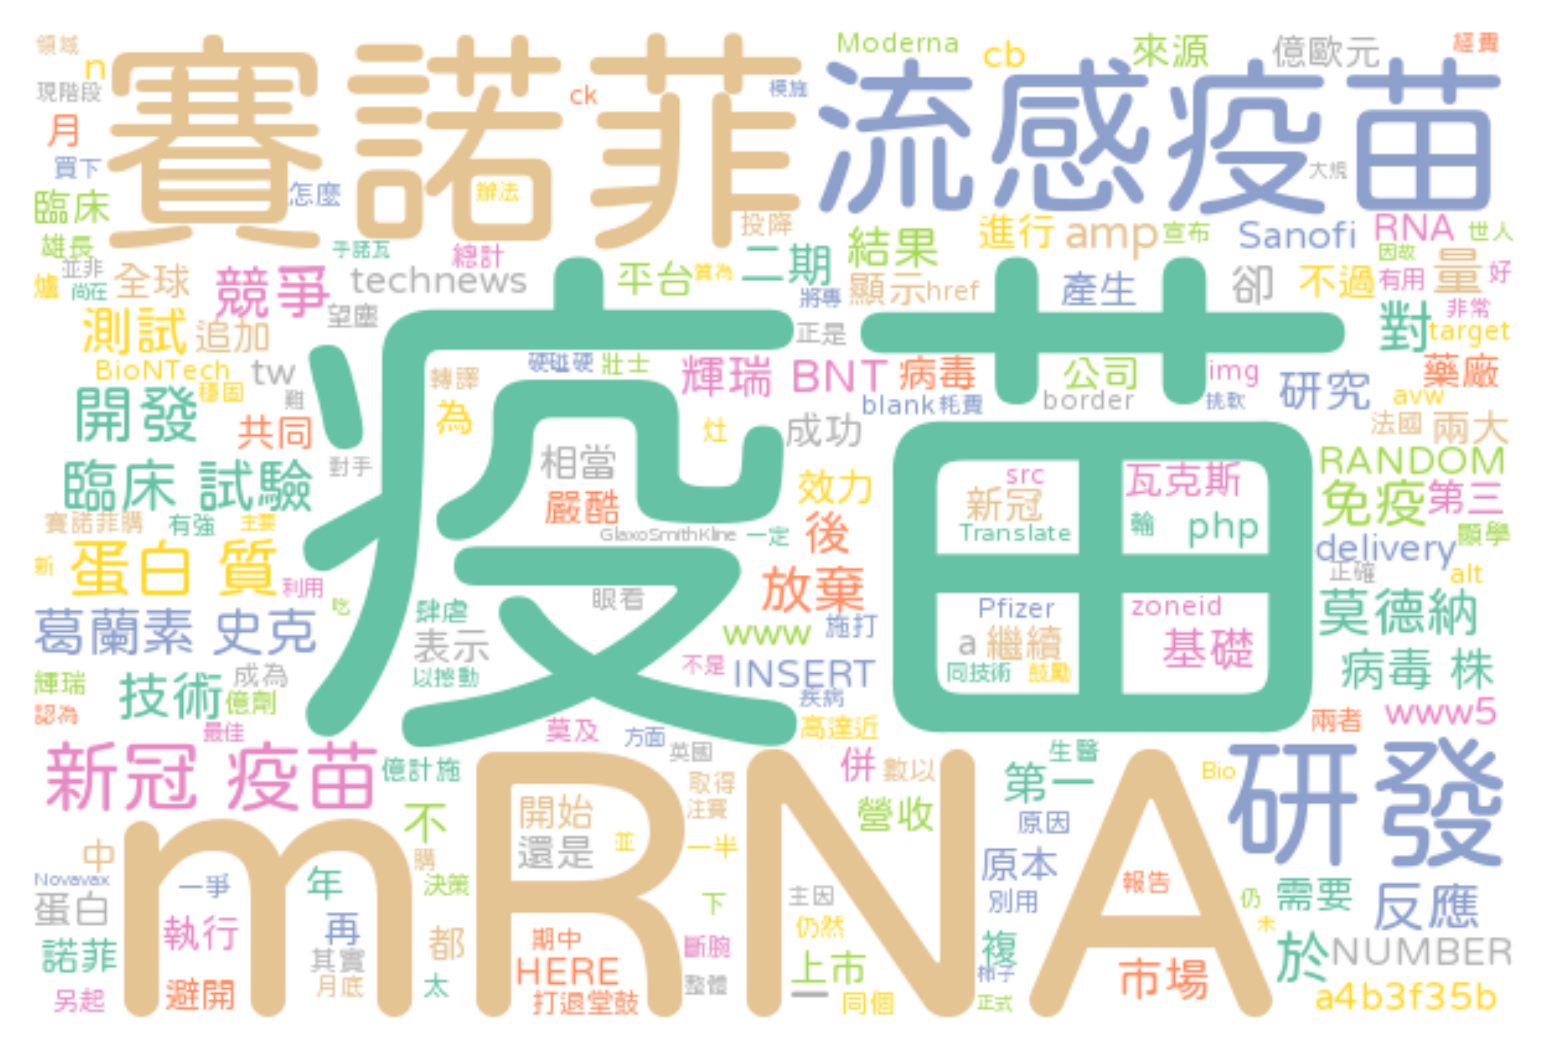 領域
n
現階段
月
買下
臨床
雄長
賽諾菲
ck
模施
怎麼
辦法
投降
Moderna
cb
來源
億歐元
經費
流感疫苗
大規
並非
尚在
爐
全球
競爭
總計
technews
望塵
平台
二期
結果
進行
amp
宣布
Sanofi
RNA
世人
因故
將專
顯示
href
產生
卻
不過
有用
量
好
非常
測試
追加
正是
對
target
BioNTech
tw
穩固
難
硬碰硬
壯士
輝瑞 BNT
病毒
公司
img
研究
藥廠
avw
開發
共同
轉譯
為
灶
成功
blank
耗費
border
挑軟
法國
兩大
疫苗
臨床 試驗
對手
相當
嚴酷
效力
src
新冠
瓦克斯
RANDOM
免疫
第三
賽諾菲購
有強
主要
GlaxoSmithKline
一定
後
Translate
輸
php
delivery
顯學
新
蛋白 質
利用
吃
眼看
放棄
正確
alt
葛蘭素 史克
肆虐
表示
以撼動
www
施打
Pfizer
zoneid
a
繼續
基礎
莫德納
輝瑞
成為
技術
億劑
不是
INSERT
疾病
同技術
鼓勵
病毒 株
認為
最佳
莫及
方面
英國
高達近
兩者
www5
新冠 疫苗
億計施
取得
注資
併
數以
生醫
第一
Bio
研發
不
開始
還是
並
一半
營收
原因
中
購
mRNA
原本
Novavax
蛋白
一爭
年
決策
下
主因
仍然
別用
報告
仍
未
需要
反應
執行
再
其實
都
期中
斷腕
HERE
複
柿子
於
NUMBER
諾菲
另起
避開
月底
太
打退堂鼓
整體
上市
一
同個
正式
市場
a4b3f35b